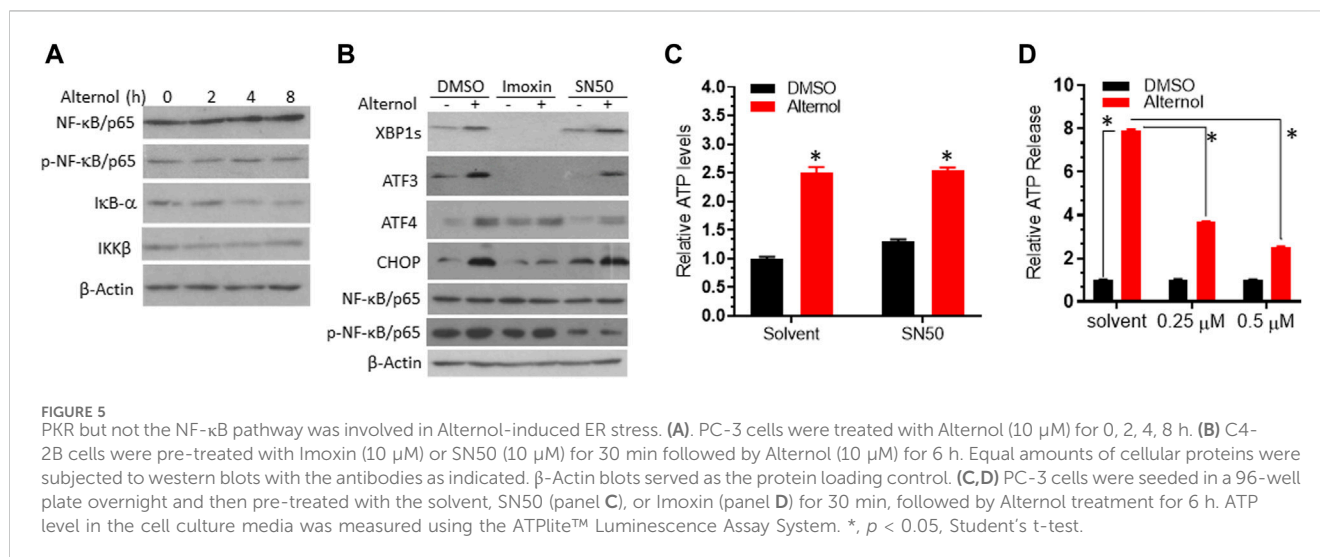 A
Alternol (h) 0 2 4 8
NF-κB/p65
p-NF-κB/p65
IκB-α
IKKβ
β-Actin
B
DMSO Imoxin SN50
Alternol - + - + - +
XBP1s
ATF3
ATF4
CHOP
NF-κB/p65
p-NF-κB/p65
β-Actin
C
DMSO
Alternol
Relative ATP levels
4.0
3.5
3.0
2.5
2.0
1.5
1.0
0.5
0.0
* *
Solvent SN50
D
DMSO
Alternol
Relative ATP Release
10
8
6
4
2
0
* * *
solvent 0.25 μM 0.5 μM
FIGURE 5
PKR but not the NF-κB pathway was involved in Alternol-induced ER stress. (A). PC-3 cells were treated with Alternol (10 μM) for 0, 2, 4, 8 h. (B) C4-
2B cells were pre-treated with Imoxin (10 μM) or SN50 (10 μM) for 30 min followed by Alternol (10 μM) for 6 h. Equal amounts of cellular proteins were
subjected to western blots with the antibodies as indicated. β-Actin blots served as the protein loading control. (C,D) PC-3 cells were seeded in a 96-well
plate overnight and then pre-treated with the solvent, SN50 (panel C), or Imoxin (panel D) for 30 min, followed by Alternol treatment for 6 h. ATP
level in the cell culture media was measured using the ATPlite™ Luminescence Assay System. *, p < 0.05, Student's t-test.